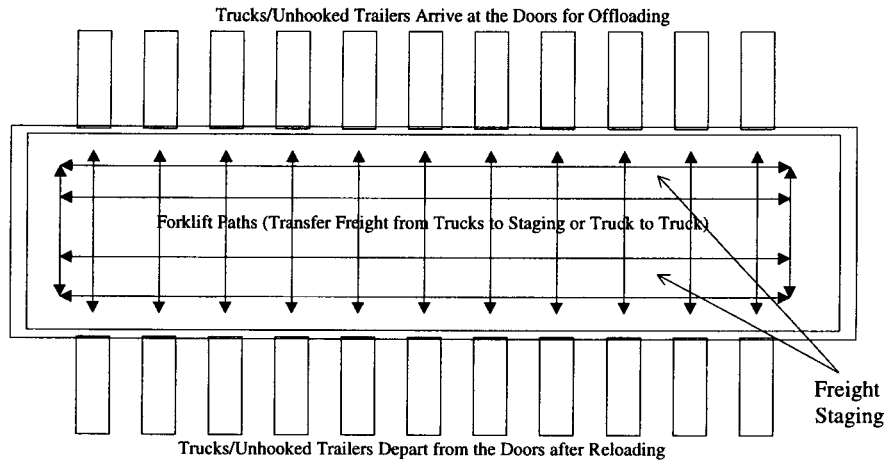 Trucks/Unhooked Trailers Arrive at the Doors for Offloading
Forklift Paths (Transfer Freight from Trucks to Staging or Truck to Truck)
Freight
Staging
Trucks/Unhooked Trailers Depart from the Doors after Reloading